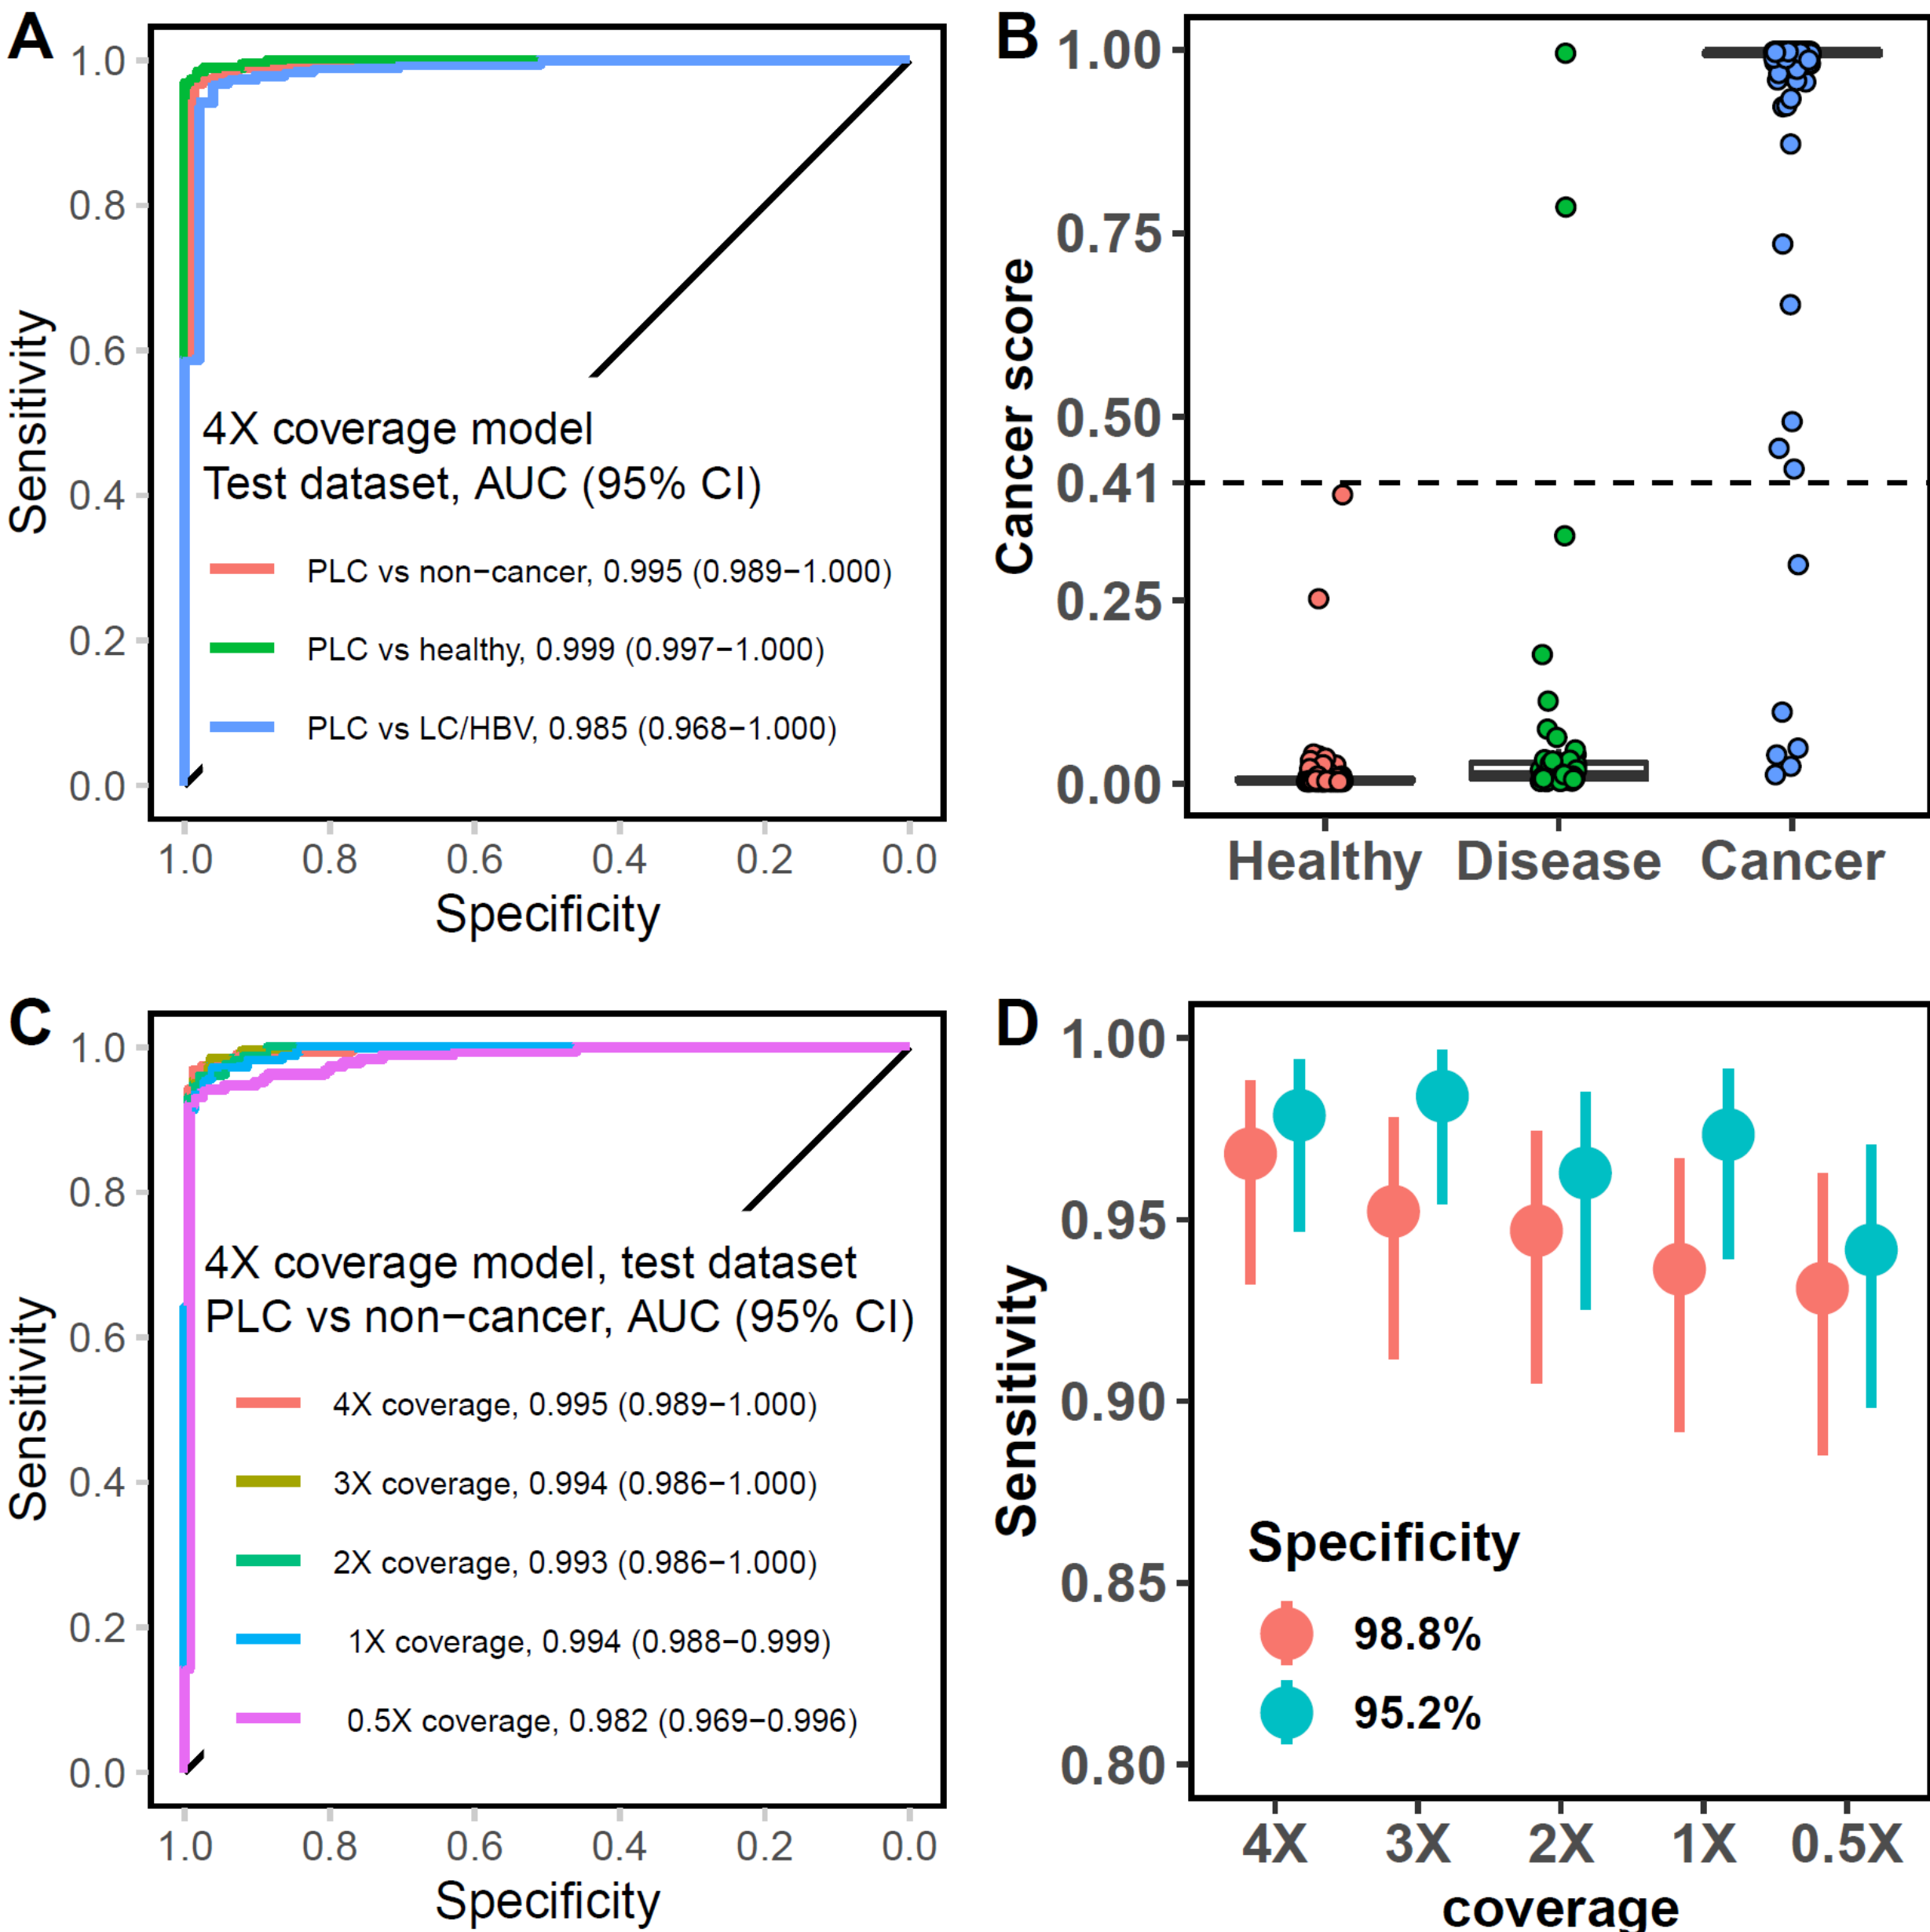 A
1.0
0.8
0.6
0.4
0.2
0.0
Sensitivity
4X coverage model
Test dataset, AUC (95% CI)
PLC vs non−cancer, 0.995 (0.989−1.000)
PLC vs healthy, 0.999 (0.997−1.000)
PLC vs LC/HBV, 0.985 (0.968−1.000)
1.0 0.8 0.6 0.4 0.2 0.0
Specificity
B
1.00
0.75
0.50
0.41
0.25
0.00
Cancer score
Healthy Disease Cancer
C
1.0
0.8
0.6
0.4
0.2
0.0
Sensitivity
4X coverage model, test dataset
PLC vs non−cancer, AUC (95% CI)
4X coverage, 0.995 (0.989−1.000)
3X coverage, 0.994 (0.986−1.000)
2X coverage, 0.993 (0.986−1.000)
1X coverage, 0.994 (0.988−0.999)
0.5X coverage, 0.982 (0.969−0.996)
1.0 0.8 0.6 0.4 0.2 0.0
Specificity
D
1.00
0.95
0.90
0.85
0.80
Sensitivity
Specificity
98.8%
95.2%
4X 3X 2X 1X 0.5X
coverage